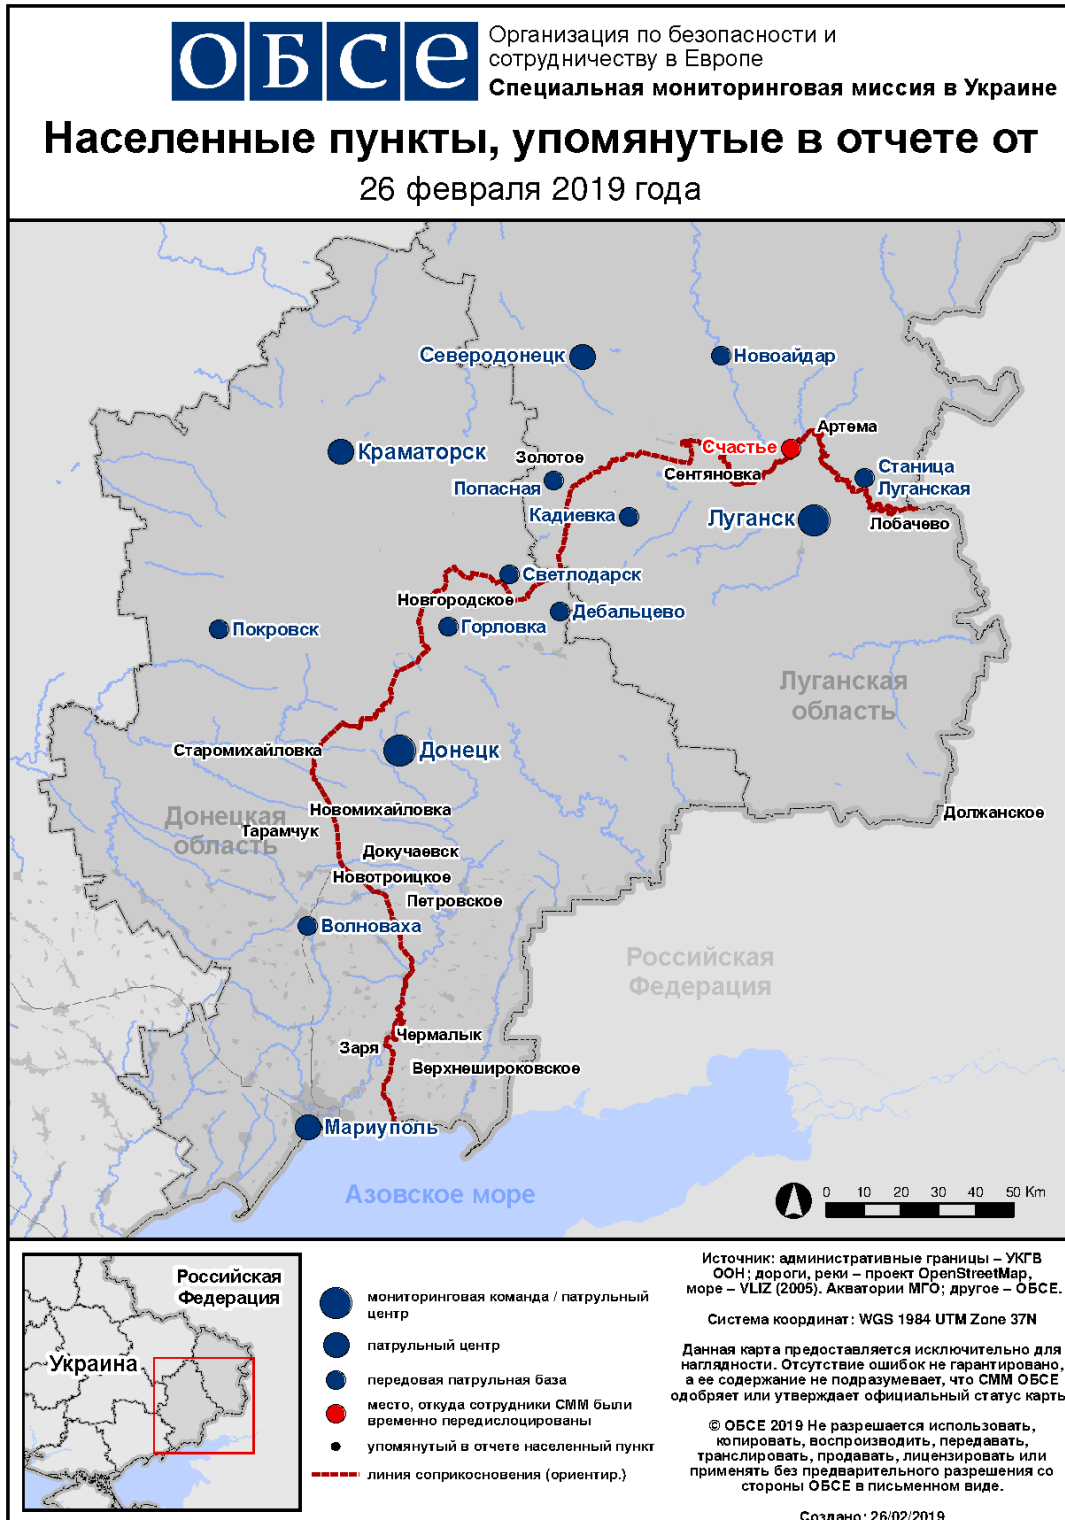 ОБСЕ
Организация по безопасности и
сотрудничеству в Европе
Специальная мониторинговая миссия в Украине
Населенные пункты, упомянутые в отчете от
26 февраля 2019 года
Северодонецк
Новоайдар
Артема
Счастье
Краматорск
Золотое
Сентяновка
Станица
Луганская
Попасная
Кадиевка
Луганск
Лобачево
Светлодарск
Новгородское
Дебальцево
Покровск
Горловка
Луганская
область
Старомихайловка
Донецк
Новомихайловка
Должанское
Донецкая
область
Тарамчук
Докучаевск
Новотроицкое
Петровское
Волноваха
Российская
Федерация
Чермалык
Заря
Верхнешироковское
Мариуполь
Азовское море
0 10 20 30 40 50 Км
Российская
Федерация
Украина
мониторинговая команда / патрульный
центр
патрульный центр
передовая патрульная база
место, откуда сотрудники СММ были
временно передислоцированы
упомянутый в отчете населенный пункт
линия соприкосновения (ориентир.)
Источник: административные границы – УКГВ
ООН; дороги, реки – проект OpenStreetMap,
море – VLIZ (2005). Акватории МГО; другое – ОБСЕ.
Система координат: WGS 1984 UTM Zone 37N
Данная карта предоставляется исключительно для
наглядности. Отсутствие ошибок не гарантировано,
а ее содержание не подразумевает, что СММ ОБСЕ
одобряет или утверждает официальный статус карты
© ОБСЕ 2019 Не разрешается использовать,
копировать, воспроизводить, передавать,
транслировать, продавать, лицензировать или
применять без предварительного разрешения со
стороны ОБСЕ в письменном виде.
Создано: 26/02/2019